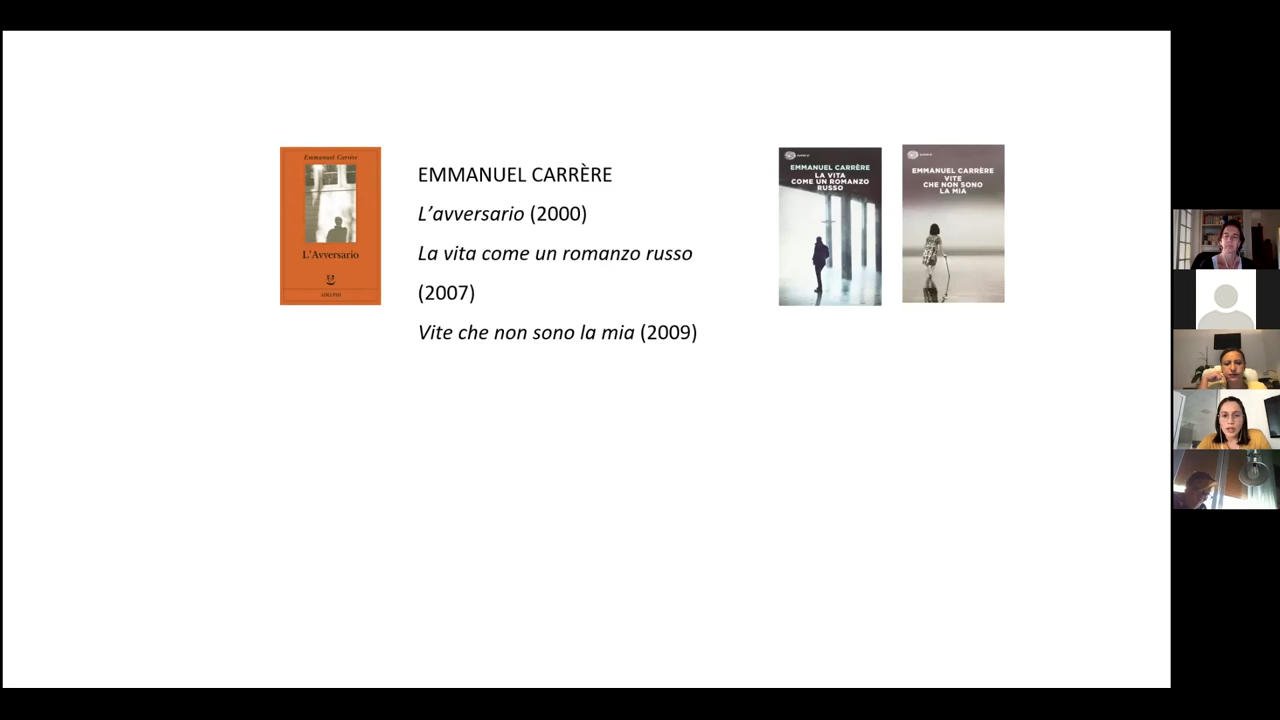 Emmanuel Carrère
L'Avversario
ADELPHI
EMMANUEL CARRÈRE
L’avversario (2000)
La vita come un romanzo russo
(2007)
Vite che non sono la mia (2009)
EMMANUEL CARRÈRE
LA VITA
COME UN ROMANZO
RUSSO
EMMANUEL CARRÈRE
VITE
CHE NON SONO
LA MIA